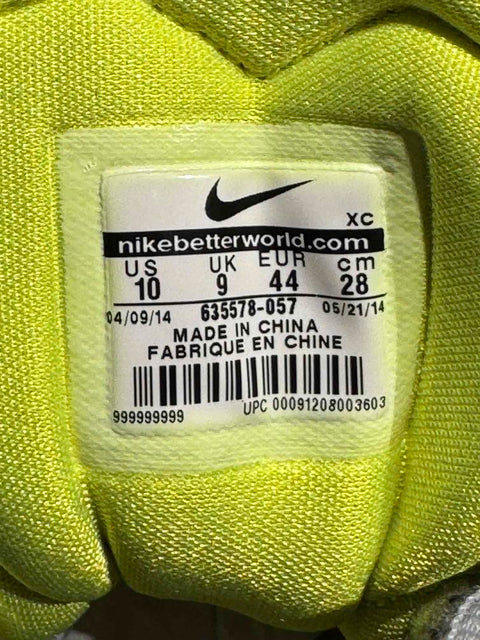 XC
nikebetterworld.com
US UK EUR cm
10 9 44 28
04/09/14 635578-057 05/21/14
MADE IN CHINA
FABRIQUE EN CHINE
999999999 UPC 00091208003603